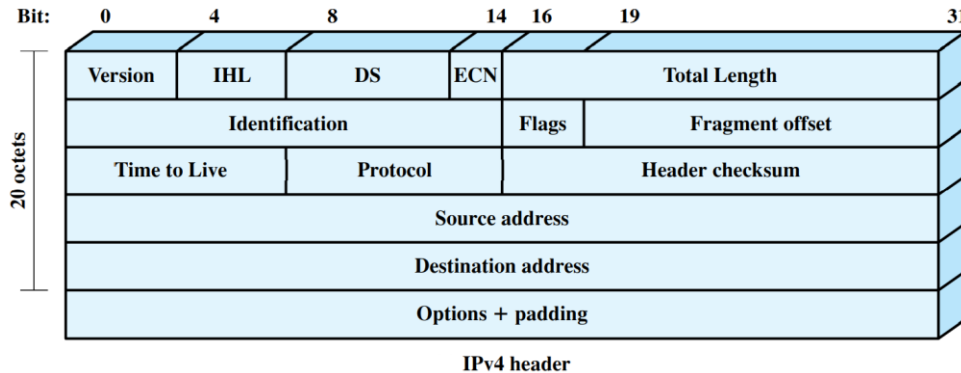 Bit: 0 4 8 14 16 19 31
Version IHL DS ECN Total Length
Identification Flags Fragment offset
Time to Live Protocol Header checksum
Source address
20 octets
Destination address
Options + padding
IPv4 header